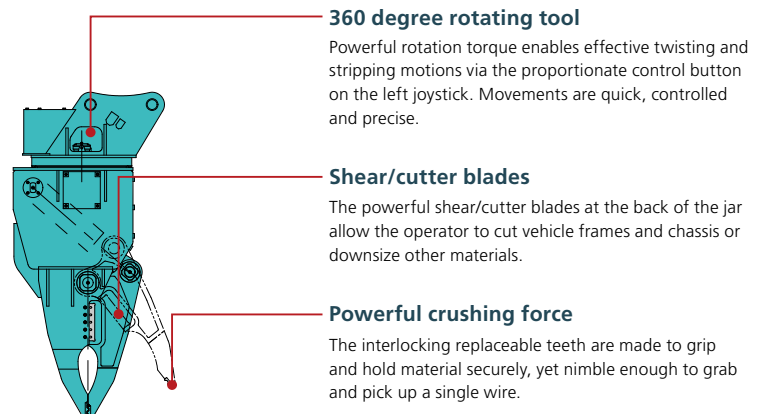 360 degree rotating tool
Powerful rotation torque enables effective twisting and
stripping motions via the proportionate control button
on the left joystick. Movements are quick, controlled
and precise.
Shear/cutter blades
The powerful shear/cutter blades at the back of the jar
allow the operator to cut vehicle frames and chassis or
downsize other materials.
Powerful crushing force
The interlocking replaceable teeth are made to grip
and hold material securely, yet nimble enough to grab
and pick up a single wire.